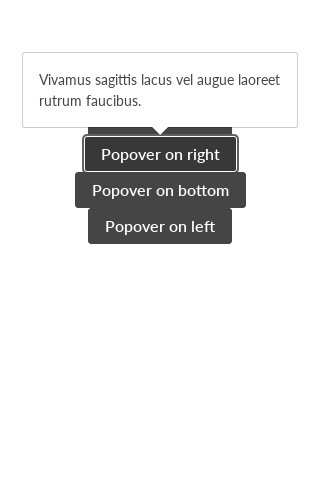 Vivamus sagittis lacus vel augue laoreet
rutrum faucibus.
Popover on right
Popover on bottom
Popover on left